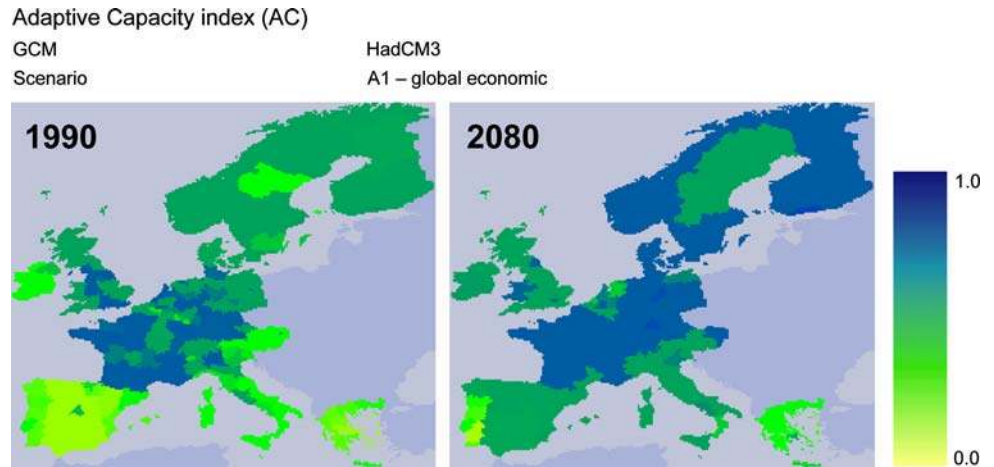 Adaptive Capacity index (AC)
GCM HadCM3
Scenario A1 – global economic
1990 2080
1.0
0.0